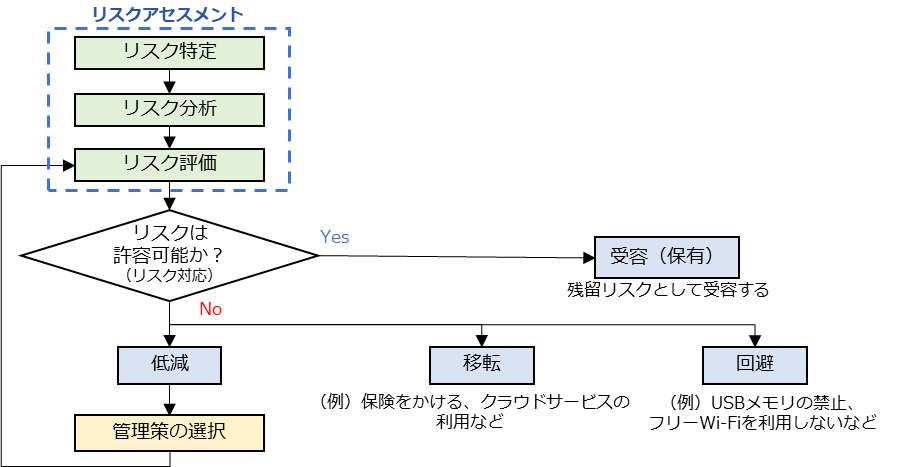 リスクアセスメント
リスク特定
リスク分析
リスク評価
リスクは
許容可能か？
（リスク対応）
Yes
受容（保有）
残留リスクとして受容する
No
低減
移転
回避
（例）保険をかける、クラウドサービスの
利用など
（例）USBメモリの禁止、
フリーWi-Fiを利用しないなど
管理策の選択